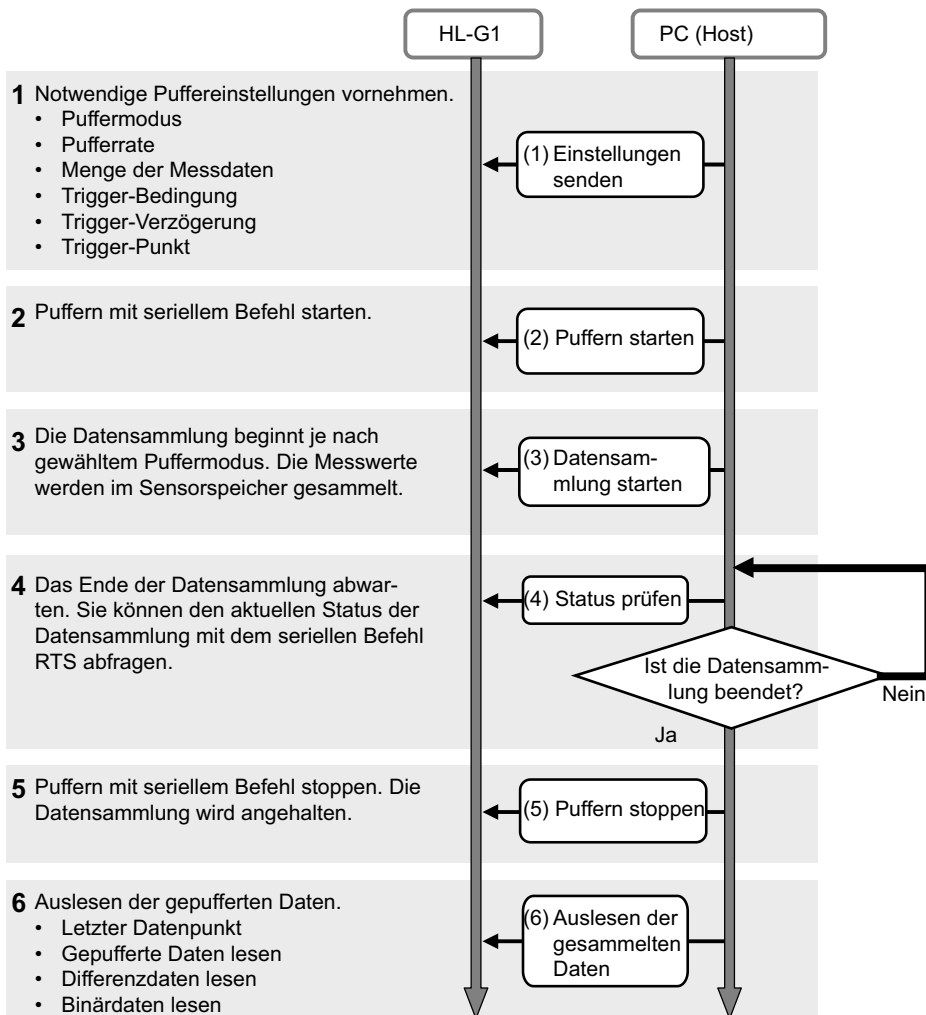 HL-G1
PC (Host)
1 Notwendige Puffereinstellungen vornehmen.
• Puffermodus
• Pufferrate
• Menge der Messdaten
• Trigger-Bedingung
• Trigger-Verzögerung
• Trigger-Punkt
(1) Einstellungen
senden
2 Puffern mit seriellem Befehl starten.
(2) Puffern starten
3 Die Datensammlung beginnt je nach
gewähltem Puffermodus. Die Messwerte
werden im Sensorspeicher gesammelt.
(3) Datensam-
mlung starten
4 Das Ende der Datensammlung abwar-
ten. Sie können den aktuellen Status der
Datensammlung mit dem seriellen Befehl
RTS abfragen.
(4) Status prüfen
Ist die Datensamm-
lung beendet?
Nein
Ja
5 Puffern mit seriellem Befehl stoppen. Die
Datensammlung wird angehalten.
(5) Puffern stoppen
6 Auslesen der gepufferten Daten.
• Letzter Datenpunkt
• Gepufferte Daten lesen
• Differenzdaten lesen
• Binärdaten lesen
(6) Auslesen der
gesammelten
Daten